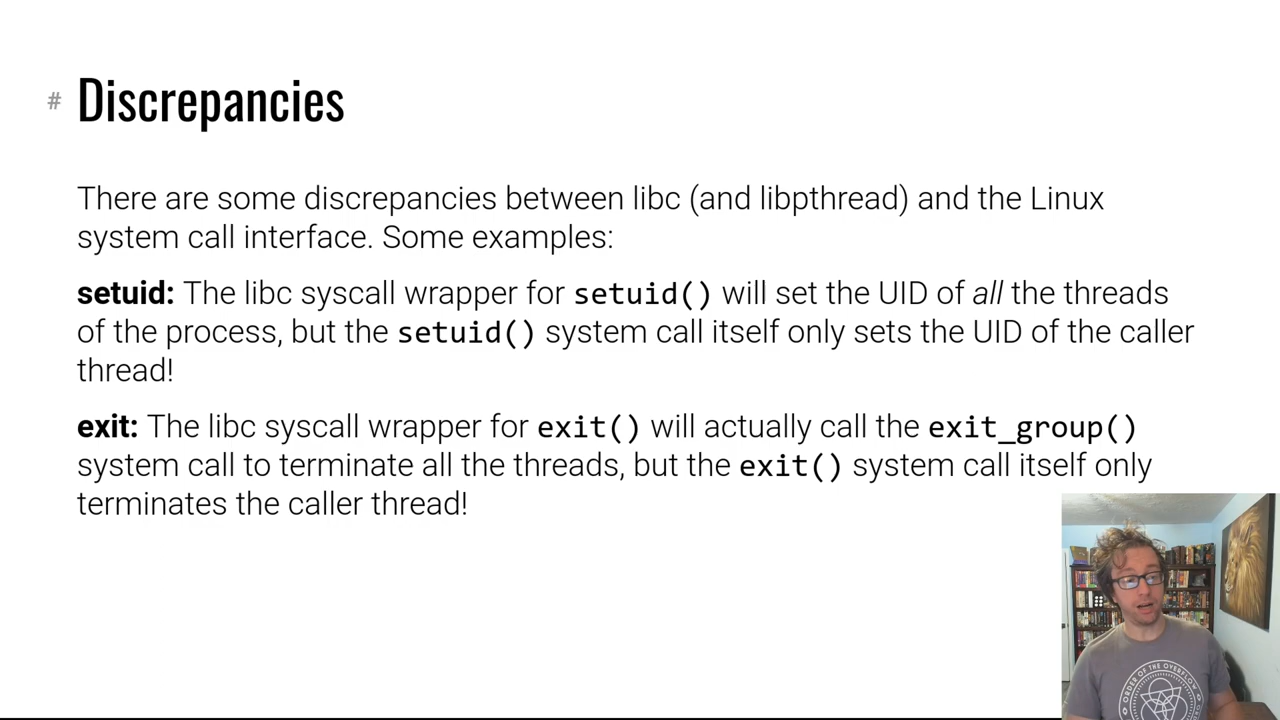 # Discrepancies
There are some discrepancies between libc (and libpthread) and the Linux
system call interface. Some examples:
setuid: The libc syscall wrapper for setuid() will set the UID of all the threads
of the process, but the setuid() system call itself only sets the UID of the caller
thread!
exit: The libc syscall wrapper for exit() will actually call the exit_group()
system call to terminate all the threads, but the exit() system call itself only
terminates the caller thread!
ORDER OF THE OVERFLOW